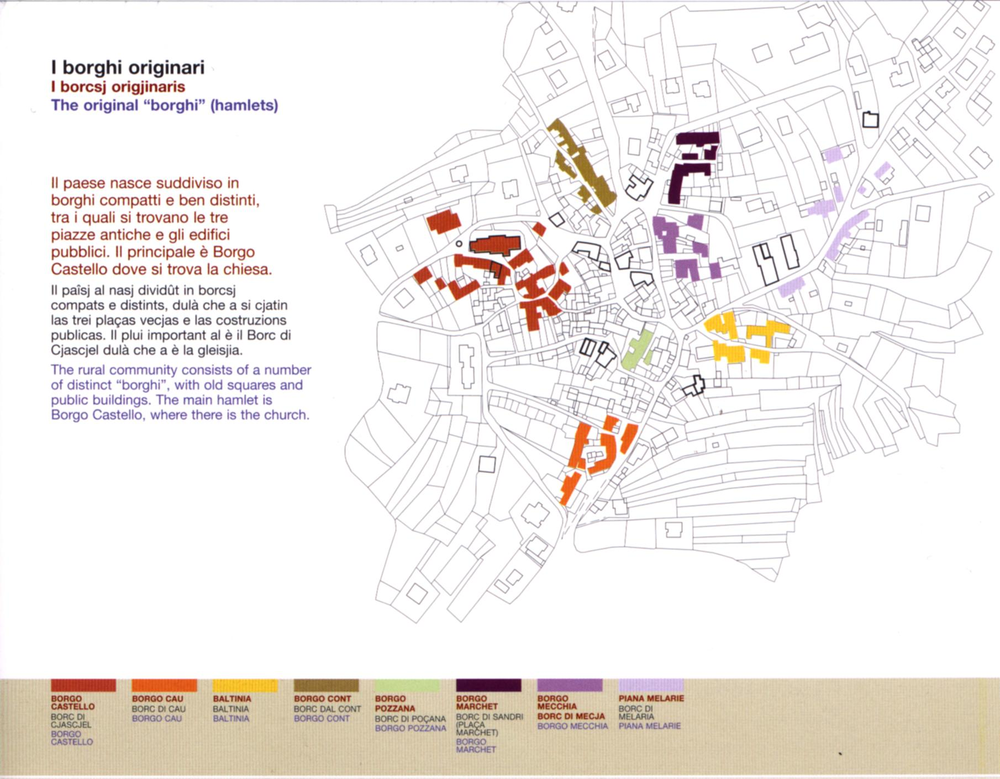 I borghi originari
I borcsj origjinaris
The original “borghi” (hamlets)
Il paese nasce suddiviso in
borghi compatti e ben distinti,
tra i quali si trovano le tre
piazze antiche e gli edifici
pubblici. Il principale è Borgo
Castello dove si trova la chiesa.
Il paîsj al nasj dividût in borcsj
compats e distints, dulà che a si cjatin
las trei plaças vecjas e las costruzions
publicas. Il plui important al è il Borc di
Cjascjel dulà che a è la gleisjia.
The rural community consists of a number
of distinct “borghi”, with old squares and
public buildings. The main hamlet is
Borgo Castello, where there is the church.
BORGO
CASTELLO
BORC DI
CJASCJEL
BORGO
CASTELLO
BORGO CAU
BORC DI CAU
BORGO CAU
BALTINIA
BALTINIA
BALTINIA
BORGO CONT
BORC DAL CONT
BORGO CONT
BORGO
POZZANA
BORC DI POÇANA
BORGO POZZANA
BORGO
MARCHET
BORC DI SANDRI
(PLAÇA
MARCHET)
BORGO
MARCHET
BORGO
MECCHIA
BORC DI MECJA
BORGO MECCHIA
PIANA MELARIE
BORC DI
MELARIA
PIANA MELARIE